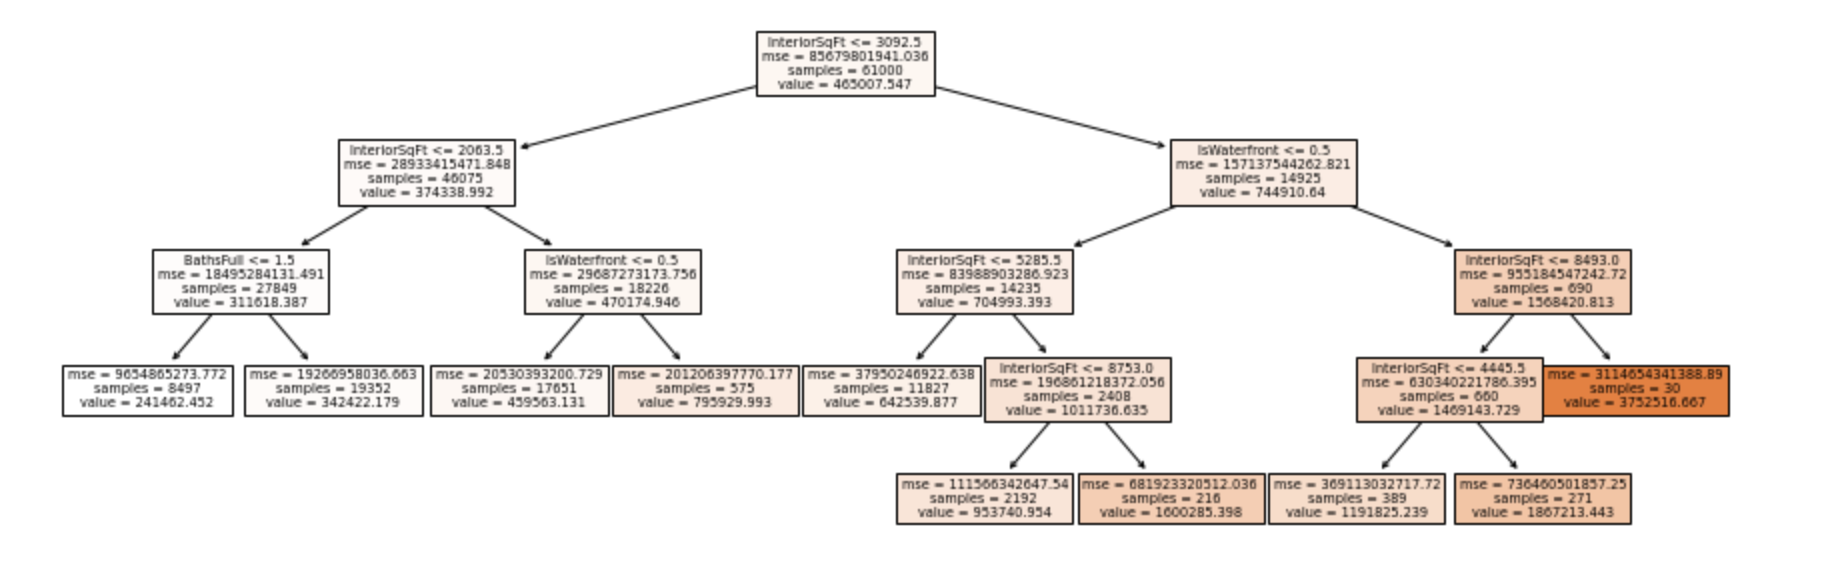 InteriorSqFt <= 3092.5
mse = 85679801941.036
samples = 61000
value = 465007.547
InteriorSqFt <= 2063.5
mse = 28933415471.848
samples = 46075
value = 374338.992
IsWaterfront <= 0.5
mse = 157137544262.821
samples = 14925
value = 744910.64
BathsFull <= 1.5
mse = 18495284131.491
samples = 27849
value = 311618.387
IsWaterfront <= 0.5
mse = 29687273173.756
samples = 18226
value = 470174.946
InteriorSqFt <= 5285.5
mse = 83988903286.923
samples = 14235
value = 704993.393
InteriorSqFt <= 8493.0
mse = 955184547242.72
samples = 690
value = 1568420.813
mse = 9654865273.772
samples = 8497
value = 241462.452
mse = 19266958036.663
samples = 19352
value = 342422.179
mse = 20530393200.729
samples = 17651
value = 459563.131
mse = 201206397770.177
samples = 575
value = 795929.993
mse = 37950246922.638
samples = 11827
value = 642539.877
InteriorSqFt <= 8753.0
mse = 196861218372.056
samples = 2408
value = 1011736.635
InteriorSqFt <= 4445.5
mse = 630340221786.395
samples = 660
value = 1469143.729
mse = 3114654341388.89
samples = 30
value = 3752516.667
mse = 111566342647.54
samples = 2192
value = 953740.954
mse = 681923320512.036
samples = 216
value = 1600285.398
mse = 369113032717.72
samples = 389
value = 1191825.239
mse = 736460501857.25
samples = 271
value = 1867213.443